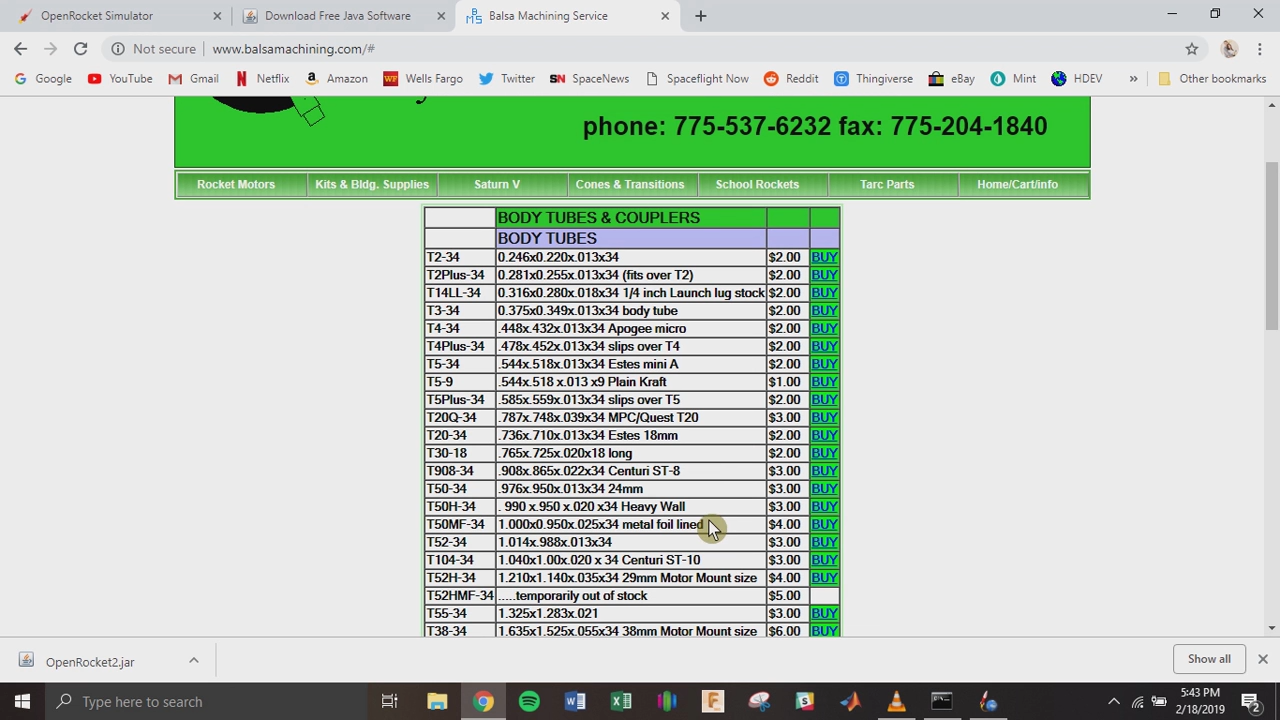 OpenRocket Simulator
Download Free Java Software
Balsa Machining Service
Not secure www.balsamachining.com/#
Google YouTube Gmail Netflix Amazon Wells Fargo Twitter SpaceNews Spaceflight Now Reddit Thingiverse eBay Mint HDEV » Other bookmarks
phone: 775-537-6232 fax: 775-204-1840
Rocket Motors Kits & Bldg. Supplies Saturn V Cones & Transitions School Rockets Tarc Parts Home/Cart/info
BODY TUBES & COUPLERS
BODY TUBES
T2-34 0.246x0.220x.013x34 $2.00 BUY
T2Plus-34 0.281x0.255x.013x34 (fits over T2) $2.00 BUY
T14LL-34 0.316x0.280x.018x34 1/4 inch Launch lug stock $2.00 BUY
T3-34 0.375x0.349x.013x34 body tube $2.00 BUY
T4-34 .448x.432x.013x34 Apogee micro $2.00 BUY
T4Plus-34 .478x.452x.013x34 slips over T4 $2.00 BUY
T5-34 .544x.518x.013x34 Estes mini A $2.00 BUY
T5-9 .544x.518 x.013 x9 Plain Kraft $1.00 BUY
T5Plus-34 .585x.559x.013x34 slips over T5 $2.00 BUY
T20Q-34 .787x.748x.039x34 MPC/Quest T20 $3.00 BUY
T20-34 .736x.710x.013x34 Estes 18mm $2.00 BUY
T30-18 .765x.725x.020x18 long $2.00 BUY
T908-34 .908x.865x.022x34 Centuri ST-8 $3.00 BUY
T50-34 .976x.950x.013x34 24mm $3.00 BUY
T50H-34 . 990 x.950 x.020 x34 Heavy Wall $3.00 BUY
T50MF-34 1.000x0.950x.025x34 metal foil lined $4.00 BUY
T52-34 1.014x.988x.013x34 $3.00 BUY
T104-34 1.040x1.00x.020 x 34 Centuri ST-10 $3.00 BUY
T52H-34 1.210x1.140x.035x34 29mm Motor Mount size $4.00 BUY
T52HMF-34 .....temporarily out of stock $5.00
T55-34 1.325x1.283x.021 $3.00 BUY
T38-34 1.635x1.525x.055x34 38mm Motor Mount size $6.00 BUY
OpenRocket2.jar
Show all
Type here to search
5:43 PM
2/18/2019
2